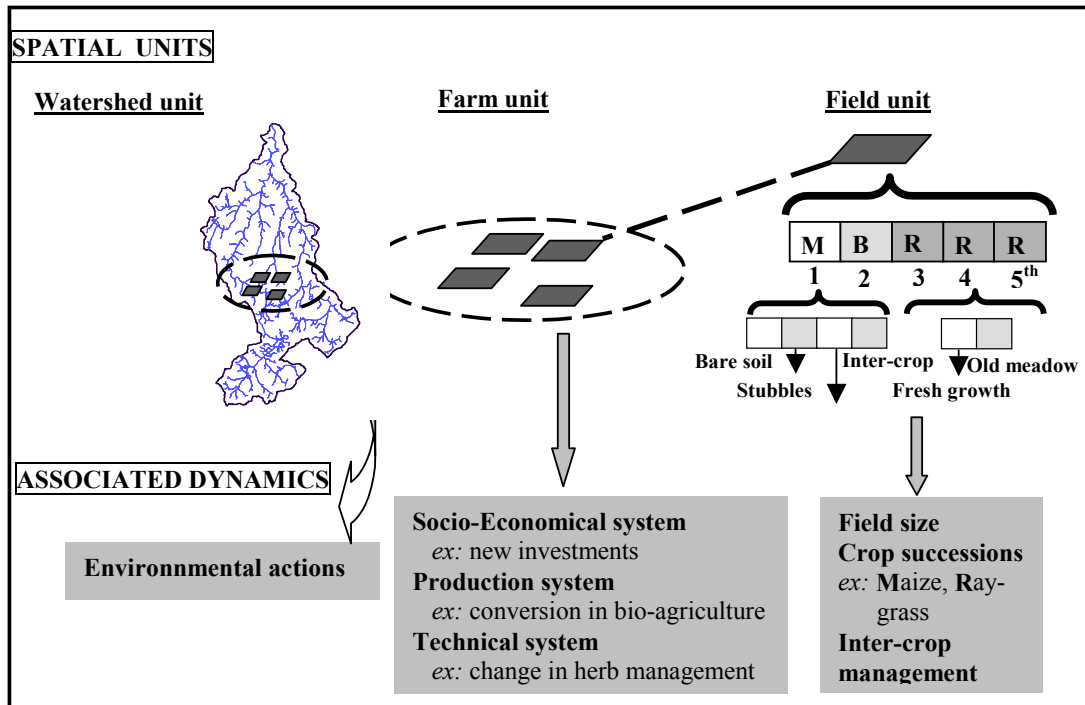 SPATIAL UNITS
Watershed unit
Farm unit
Field unit
M B R R R
1 2 3 4 5th
Bare soil
Inter-crop
Old meadow
Stubbles
Fresh growth
ASSOCIATED DYNAMICS
Environnmental actions
Socio-Economical system
ex: new investments
Production system
ex: conversion in bio-agriculture
Technical system
ex: change in herb management
Field size
Crop successions
ex: Maize, Ray-
grass
Inter-crop
management